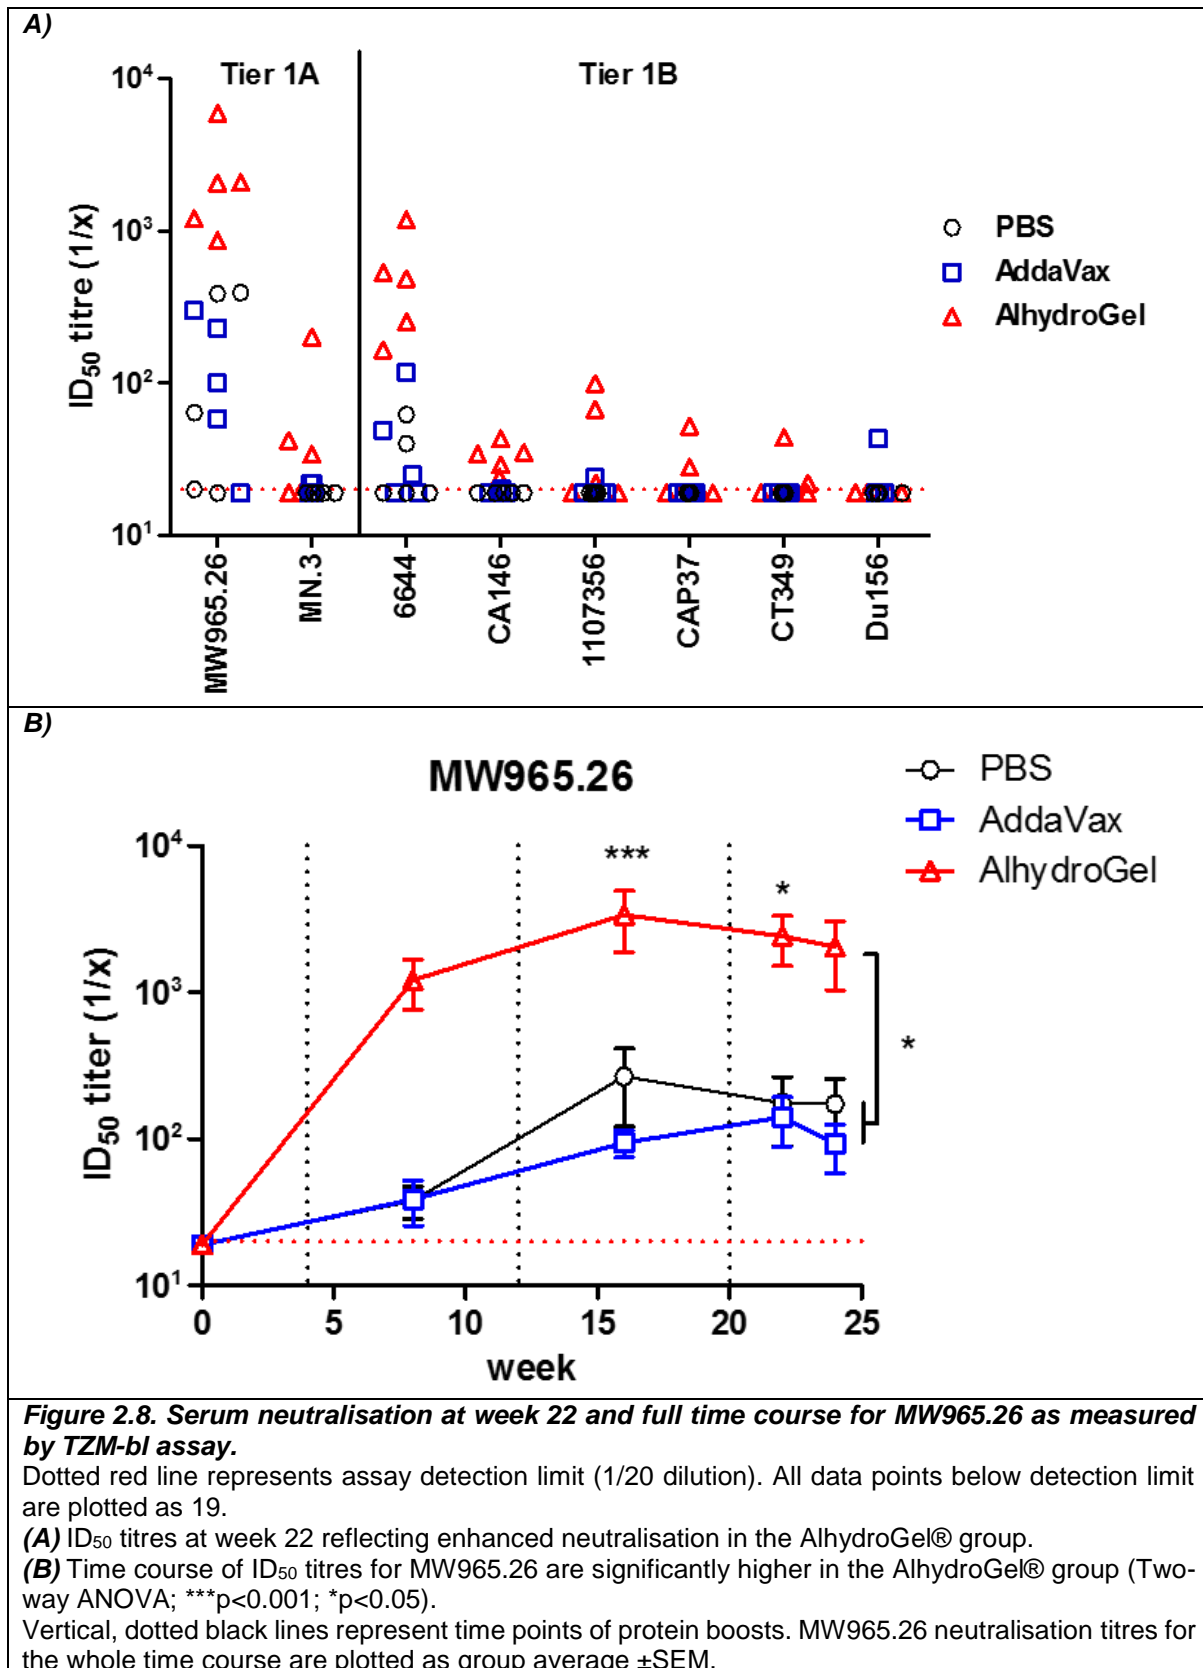 A)
Tier 1A
Tier 1B
10⁴
10³
10²
10¹
ID₅₀ titre (1/x)
PBS
AddaVax
AlhydroGel
MW965.26
MN.3
6644
CA146
1107356
CAP37
CT349
Du156
B)
MW965.26
PBS
AddaVax
AlhydroGel
10⁴
10³
10²
10¹
ID₅₀ titer (1/x)
***
*
*
0
5
10
15
20
25
week
Figure 2.8. Serum neutralisation at week 22 and full time course for MW965.26 as measured
by TZM-bl assay.
Dotted red line represents assay detection limit (1/20 dilution). All data points below detection limit
are plotted as 19.
(A) ID₅₀ titres at week 22 reflecting enhanced neutralisation in the AlhydroGel® group.
(B) Time course of ID₅₀ titres for MW965.26 are significantly higher in the AlhydroGel® group (Two-
way ANOVA; ***p<0.001; *p<0.05).
Vertical, dotted black lines represent time points of protein boosts. MW965.26 neutralisation titres for
the whole time course are plotted as group average ±SEM.